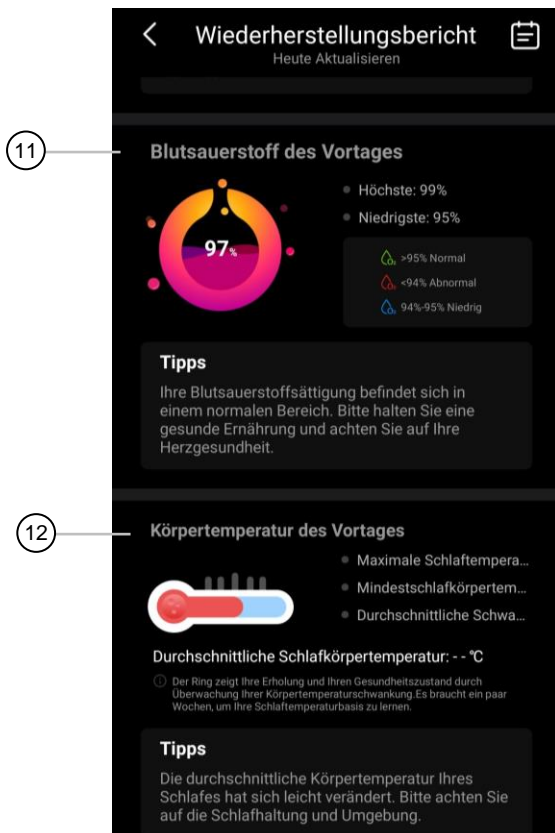 Wiederherstellungsbericht
Heute Aktualisieren
11
Blutsauerstoff des Vortages
Höchste: 99%
Niedrigste: 95%
97%
>95% Normal
<94% Abnormal
94%-95% Niedrig
Tipps
Ihre Blutsauerstoffsättigung befindet sich in
einem normalen Bereich. Bitte halten Sie eine
gesunde Ernährung und achten Sie auf Ihre
Herzgesundheit.
12
Körpertemperatur des Vortages
Maximale Schlaftempera...
Mindestschlafkörpertem...
Durchschnittliche Schwa...
Durchschnittliche Schlafkörpertemperatur: - - ℃
Der Ring zeigt Ihre Erholung und Ihren Gesundheitszustand durch
Überwachung Ihrer Körpertemperaturschwankung.Es braucht ein paar
Wochen, um Ihre Schlaftemperaturbasis zu lernen.
Tipps
Die durchschnittliche Körpertemperatur Ihres
Schlafes hat sich leicht verändert. Bitte achten Sie
auf die Schlafhaltung und Umgebung.